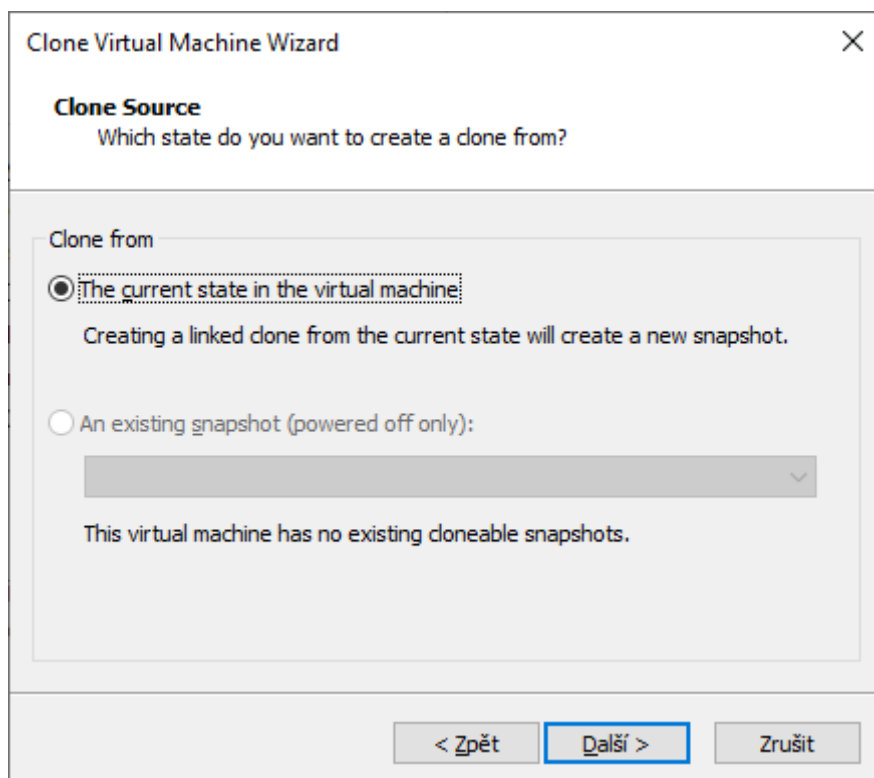 Clone Virtual Machine Wizard
Clone Source
Which state do you want to create a clone from?
Clone from
The current state in the virtual machine
Creating a linked clone from the current state will create a new snapshot.
An existing snapshot (powered off only):
This virtual machine has no existing cloneable snapshots.
< Zpět
Další >
Zrušit